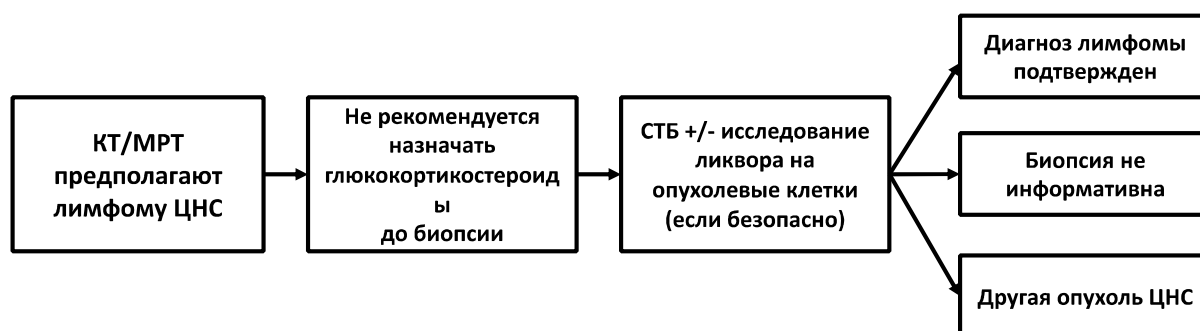 КТ/МРТ
предполагают
лимфому ЦНС
Не рекомендуется
назначать
глюкокортикостероид
ы
до биопсии
СТБ +/- исследование
ликвора на
опухолевые клетки
(если безопасно)
Диагноз лимфомы
подтвержден
Биопсия не
информативна
Другая опухоль ЦНС